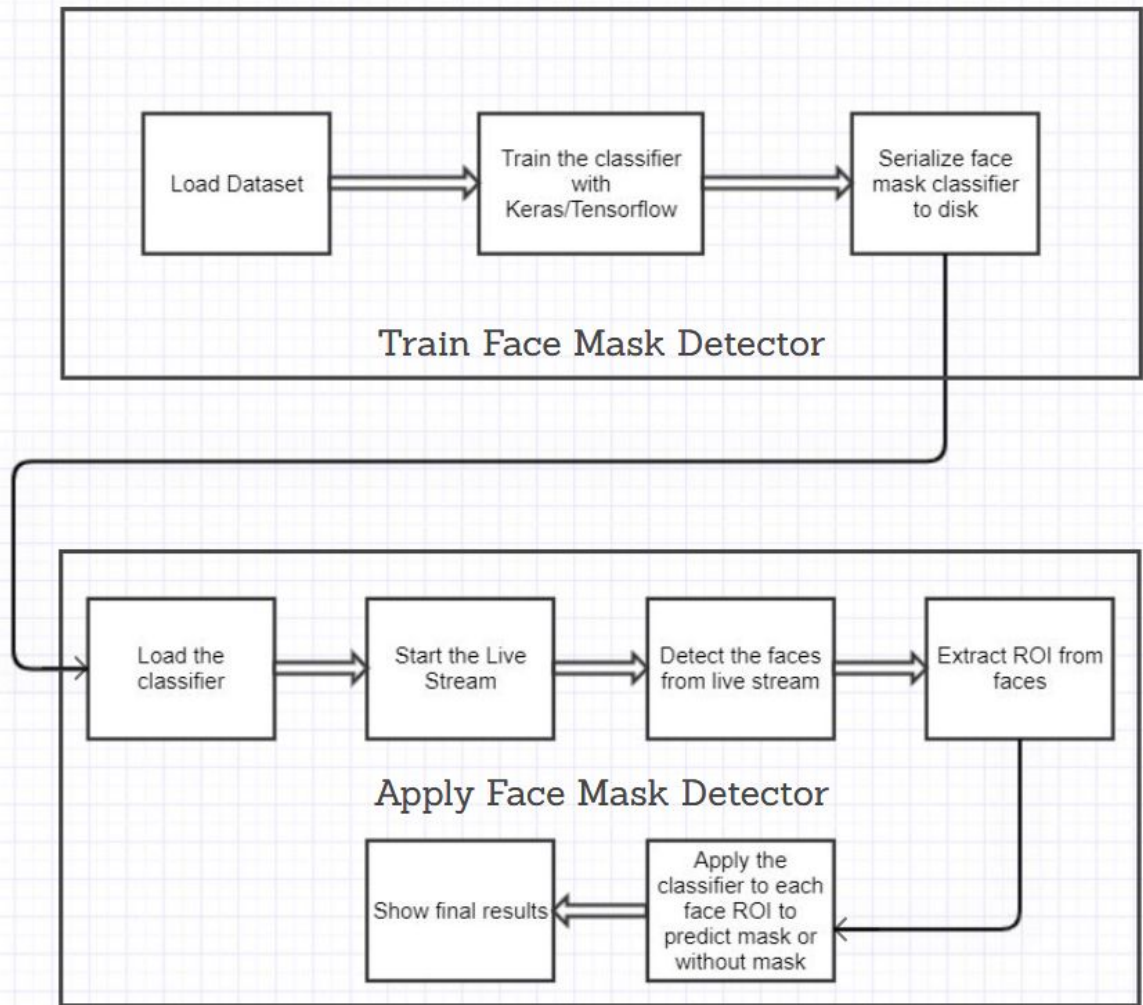 Load Dataset
Train the classifier
with
Keras/Tensorflow
Serialize face
mask classifier
to disk
Train Face Mask Detector
Load the
classifier
Start the Live
Stream
Detect the faces
from live stream
Extract ROI from
faces
Apply Face Mask Detector
Apply the
classifier to each
face ROI to
predict mask or
without mask
Show final results